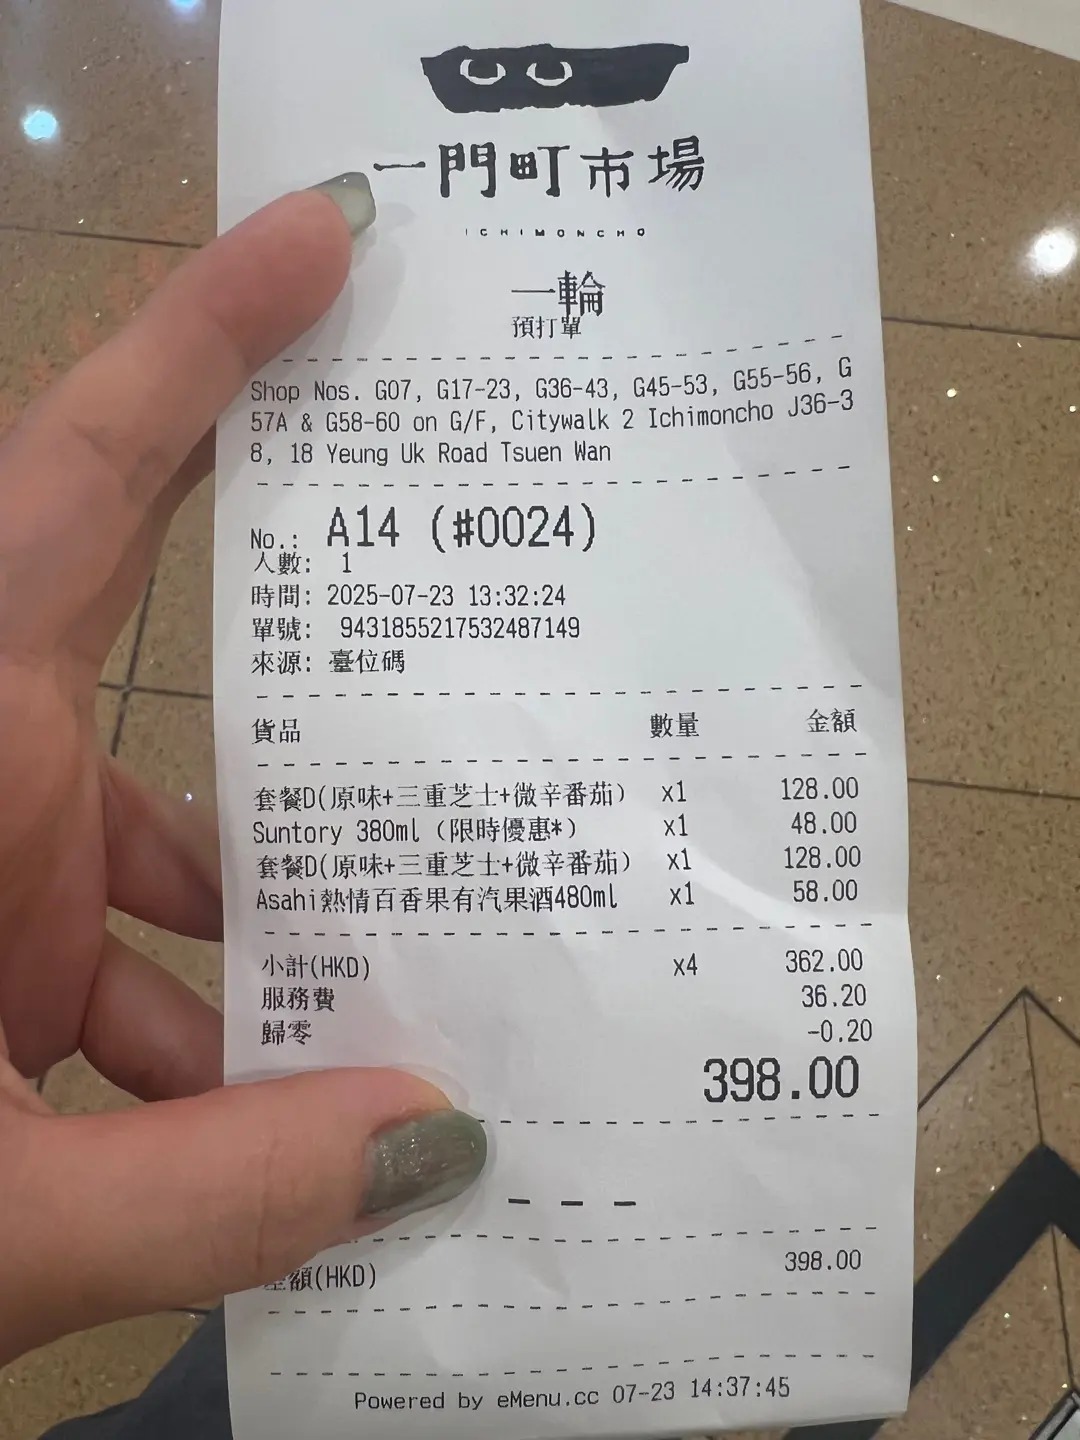 一門町市場
ICHIMONCHO
一輪
預打單
Shop Nos. G07, G17-23, G36-43, G45-53, G55-56, G
57A & G58-60 on G/F, Citywalk 2 Ichimoncho J36-3
8, 18 Yeung Uk Road Tsuen Wan
No.: A14 (#0024)
人數: 1
時間: 2025-07-23 13:32:24
單號: 9431855217532487149
來源: 臺位碼
貨品 數量 金額
套餐D(原味+三重芝士+微辛番茄) x1 128.00
Suntory 380ml (限時優惠*) x1 48.00
套餐D(原味+三重芝士+微辛番茄) x1 128.00
Asahi熱情百香果有汽果酒480ml x1 58.00
小計(HKD) x4 362.00
服務費 36.20
歸零 -0.20
398.00
差額(HKD) 398.00
Powered by eMenu.cc 07-23 14:37:45